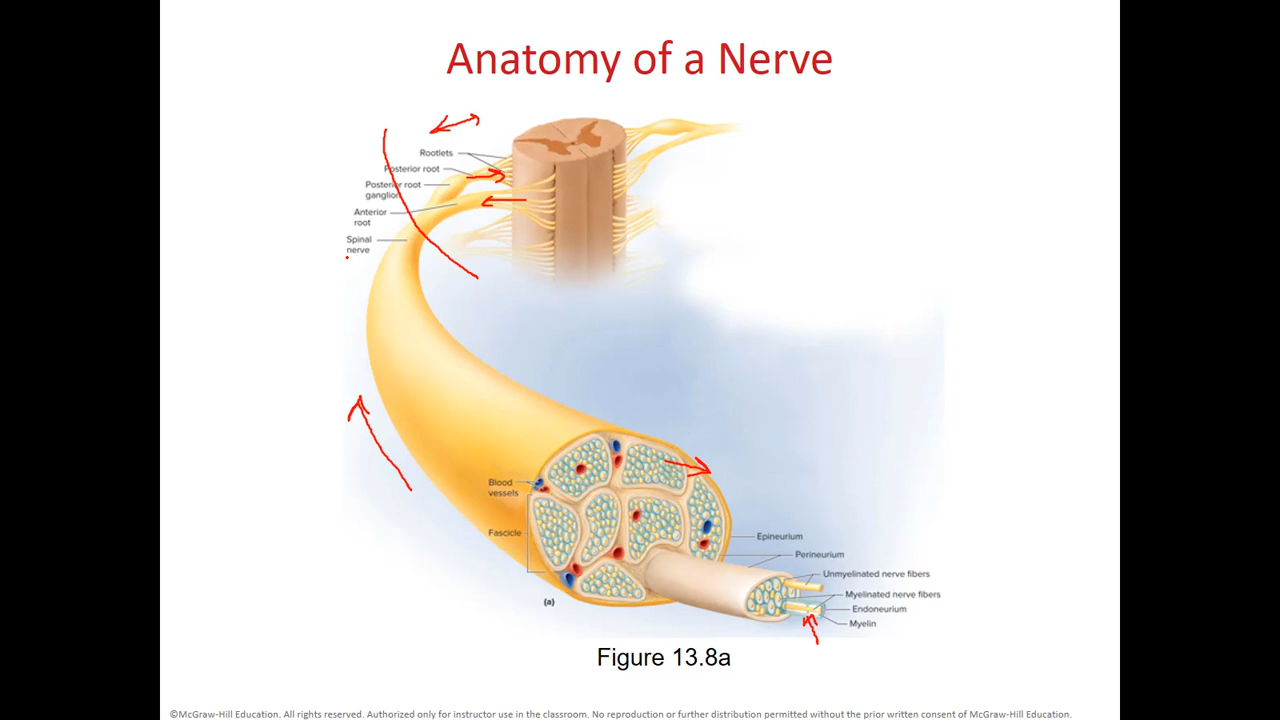 Anatomy of a Nerve
Rootlets
Posterior root
Posterior root
ganglion
Anterior
root
Spinal
nerve
Blood
vessels
Fascicle
Epineurium
Perineurium
Unmyelinated nerve fibers
Myelinated nerve fibers
Endoneurium
Myelin
(a)
Figure 13.8a
©McGraw-Hill Education. All rights reserved. Authorized only for instructor use in the classroom. No reproduction or further distribution permitted without the prior written consent of McGraw-Hill Education.